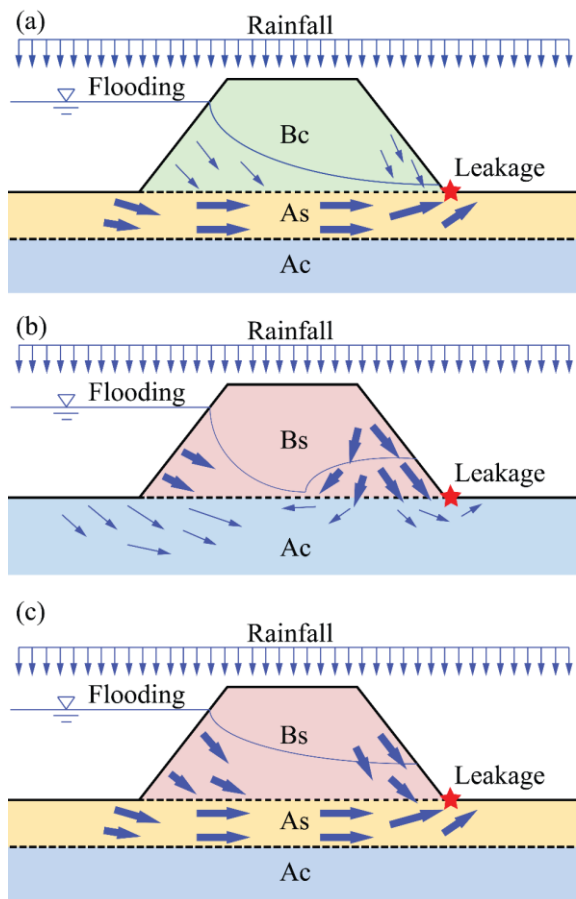 (a)
Rainfall
Flooding
Bc
Leakage
As
Ac
(b)
Rainfall
Flooding
Bs
Leakage
Ac
(c)
Rainfall
Flooding
Bs
Leakage
As
Ac